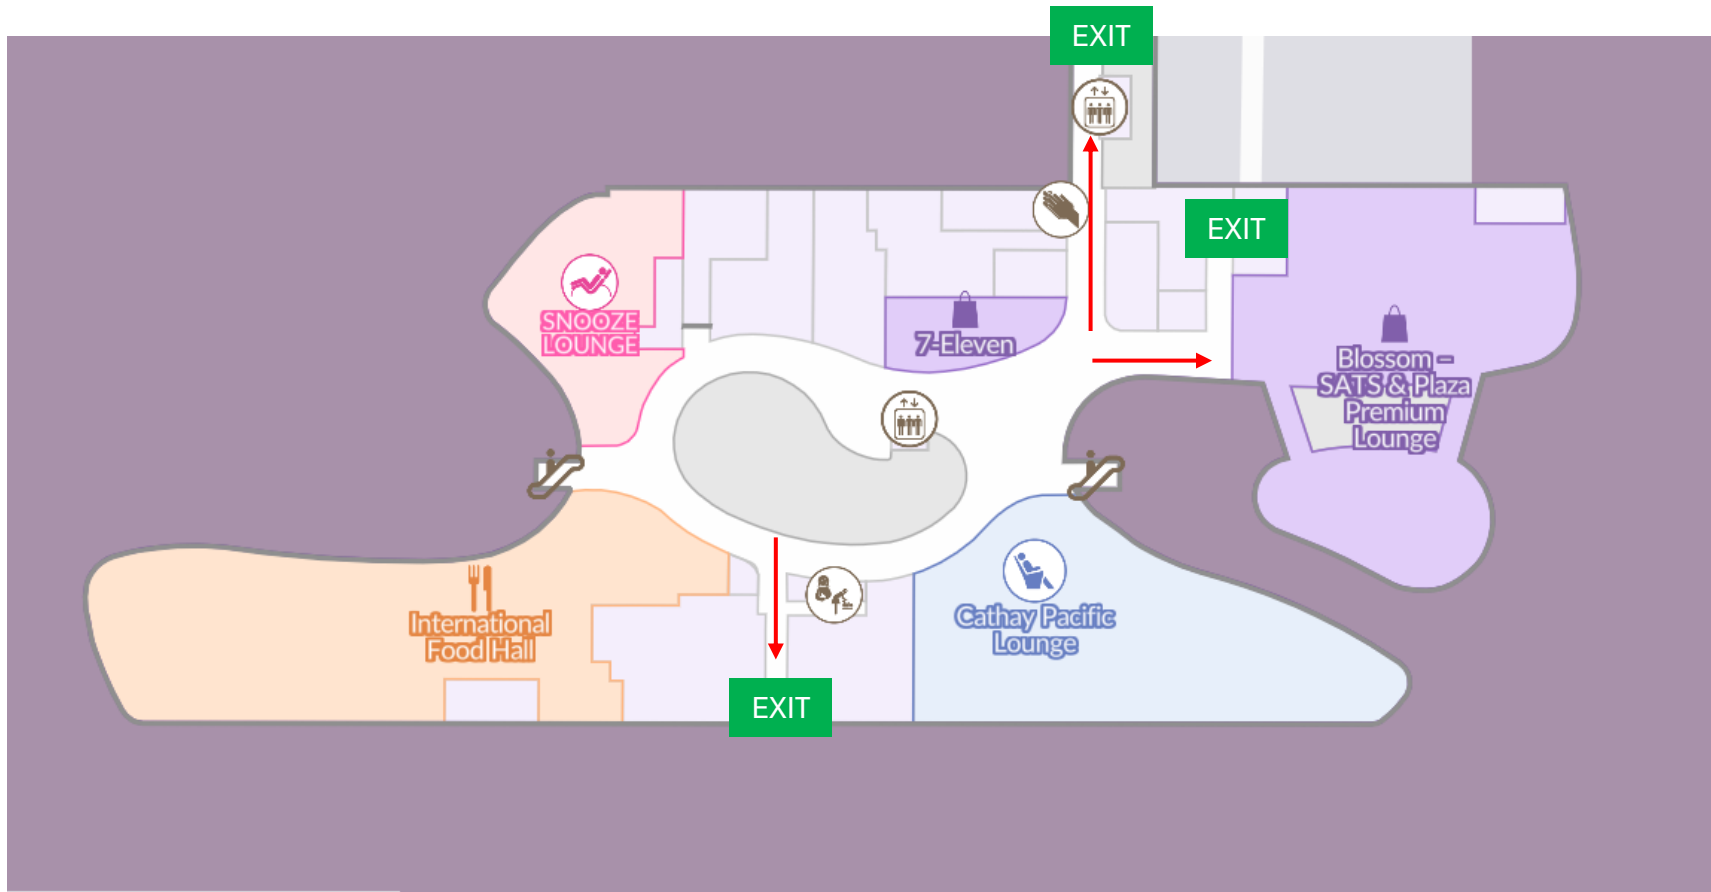 EXIT
EXIT
SNOOZE
LOUNGE
7-Eleven
Blossom –
SATS & Plaza
Premium
Lounge
International
Food Hall
Cathay Pacific
Lounge
EXIT